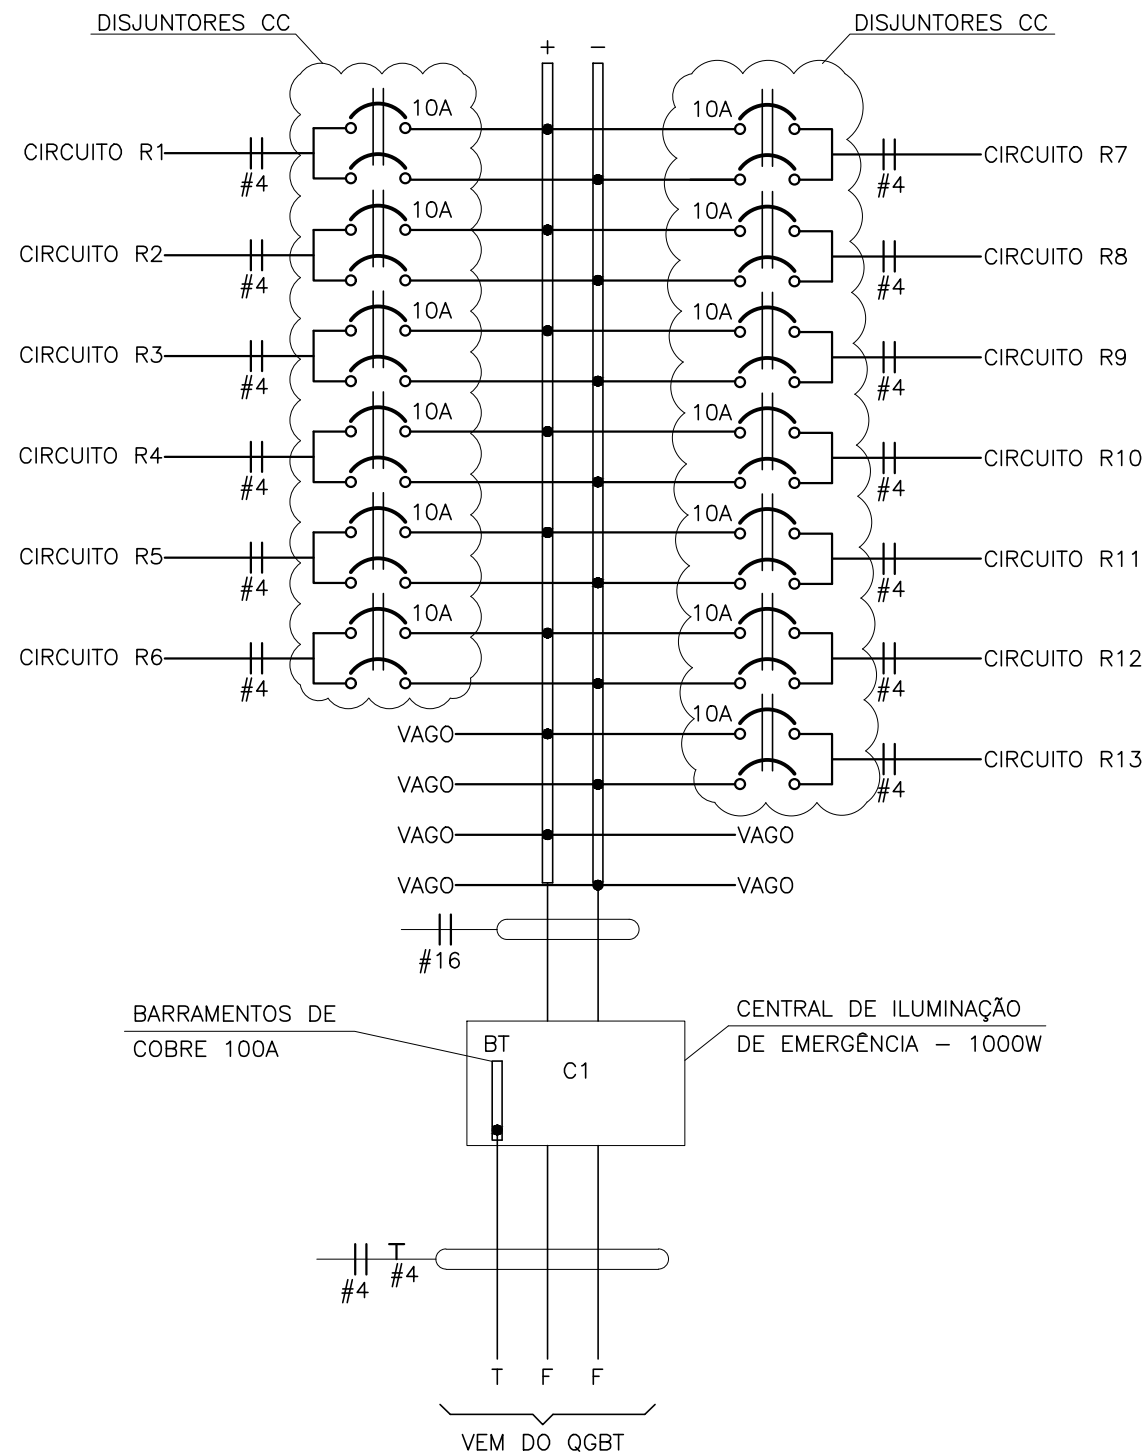 DISJUNTORES CC
DISJUNTORES CC
+ −
10A 10A
CIRCUITO R1 CIRCUITO R7
#4 #4
10A 10A
CIRCUITO R2 CIRCUITO R8
#4 #4
10A 10A
CIRCUITO R3 CIRCUITO R9
#4 #4
10A 10A
CIRCUITO R4 CIRCUITO R10
#4 #4
10A 10A
CIRCUITO R5 CIRCUITO R11
#4 #4
10A 10A
CIRCUITO R6 CIRCUITO R12
#4 #4
VAGO 10A
CIRCUITO R13
VAGO #4
VAGO VAGO
VAGO VAGO
#16
BARRAMENTOS DE
COBRE 100A
CENTRAL DE ILUMINAÇÃO
DE EMERGÊNCIA − 1000W
BT
C1
#4 T #4
T F F
VEM DO QGBT